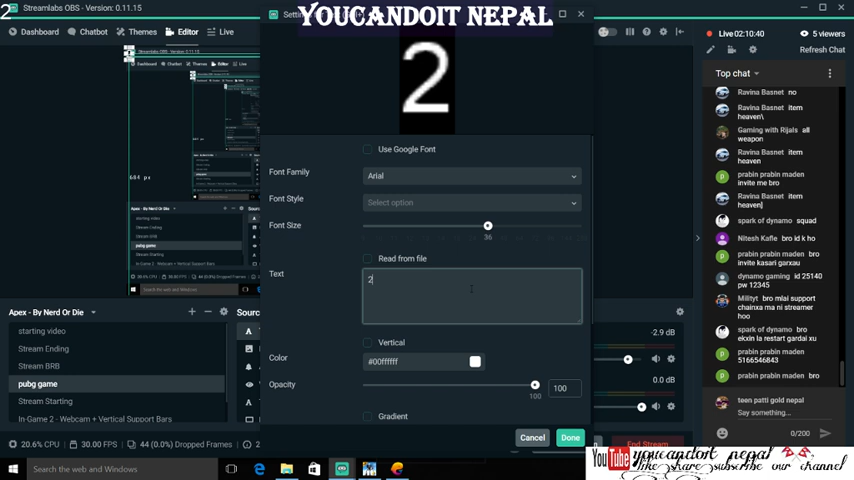 2
Streamlabs OBS - Version: 0.11.15
YOUCANDOIT NEPAL
Dashboard
Chatbot
Themes
Editor
Live
Live 02:10:40
5 viewers
Refresh Chat
Top chat
Ravina Basnet no
Ravina Basnet item heaven\
Gaming with Rijals all weapon
Ravina Basnet item heaven
prabin prabin maden invite me bro
Ravina Basnet item heaven]
spark of dynamo squad
Nitesh Kafle bro id k ho
prabin prabin maden bro invite kasari garxau
dynamo gaming id 25140 pw 12345
Milityt bro mlai support chainxa ma ni streamer hoo
spark of dynamo bro ekxin la restart gardel xa
prabin prabin maden 5166546843
prabin prabin maden bro
teen patti gold nepal
Say something...
0/200
2
Use Google Font
Font Family
Arial
Font Style
Select option
Font Size
36
Read from file
Text
2
Vertical
Color
#00ffffff
Opacity
100
100
Gradient
Cancel
Done
Apex - By Nerd Or Die
starting video
Stream Ending
Stream BRB
pubg game
Stream Starting
In-Game 2 - Webcam + Vertical Support Bars
-2.9 dB
0.0 dB
20.6% CPU
30.00 FPS
44 (0.0%) Dropped Frames
End Stream
Search the web and Windows
YouTube
youcandoit nepal
like share subscribe our channel